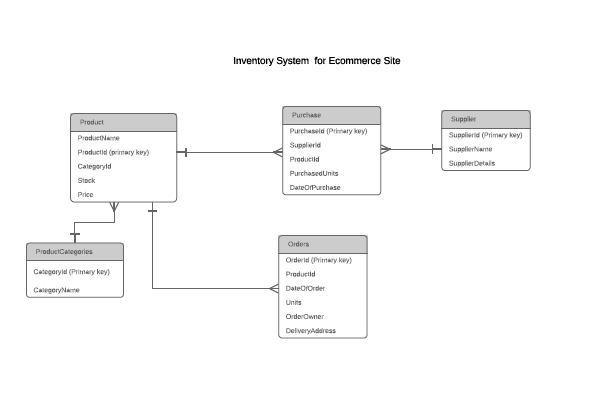 Inventory System for Ecommerce Site
Product
ProductName
ProductId (primary key)
CategoryId
Stock
Price
Purchase
PurchaseId (Primary key)
SupplierId
ProductId
PurchasedUnits
DateOfPurchase
Supplier
SupplierId (Primary key)
SupplierName
SupplierDetails
ProductCategories
CategoryId (Primary key)
CategoryName
Orders
OrderId (Primary key)
ProductId
DateOfOrder
Units
OrderOwner
DeliveryAddress